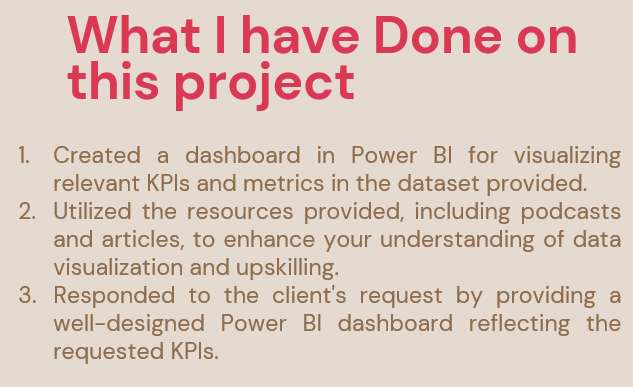 What I have Done on
this project
1. Created a dashboard in Power BI for visualizing
relevant KPIs and metrics in the dataset provided.
2. Utilized the resources provided, including podcasts
and articles, to enhance your understanding of data
visualization and upskilling.
3. Responded to the client's request by providing a
well-designed Power BI dashboard reflecting the
requested KPIs.